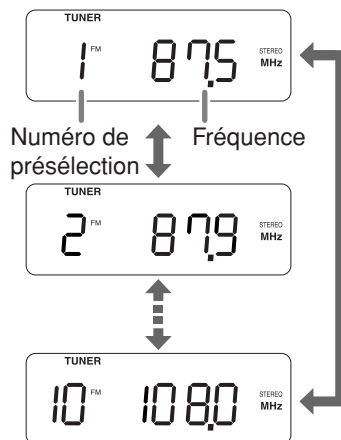 TUNER
1 FM 87.5 STEREO MHz
Numéro de présélection
Fréquence
TUNER
2 FM 87.9 STEREO MHz
TUNER
10 FM 108.0 STEREO MHz